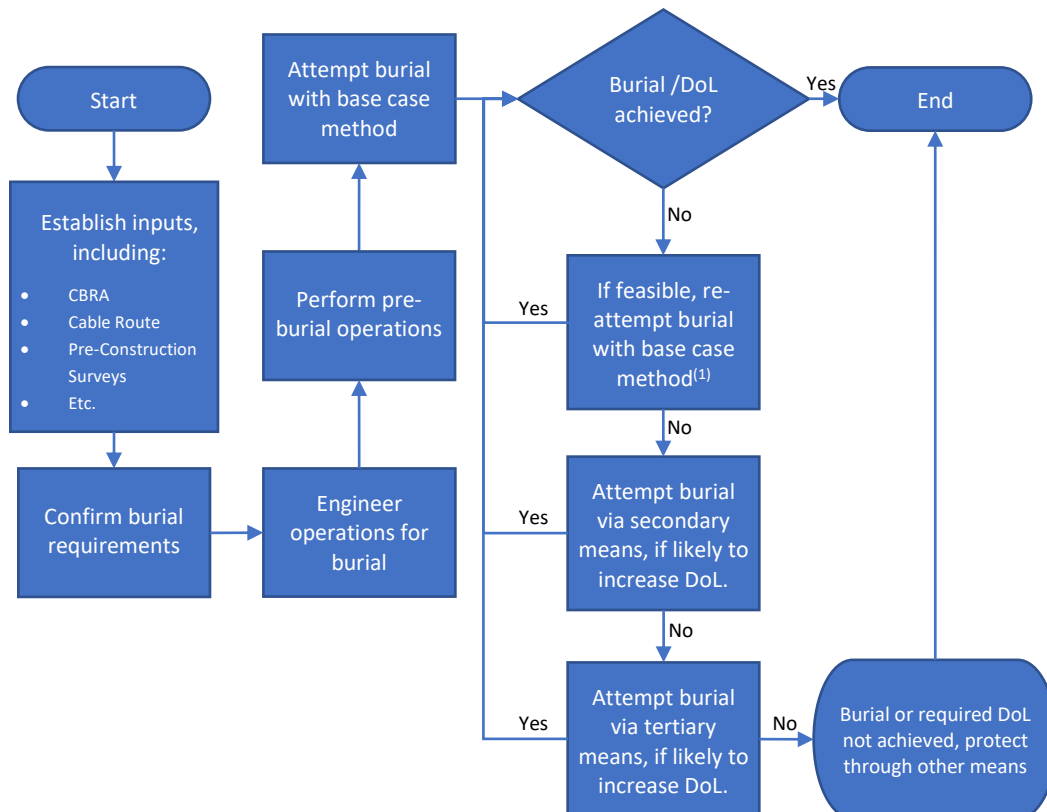 Start
Establish inputs,
including:
• CBRA
• Cable Route
• Pre-Construction
Surveys
• Etc.
Confirm burial
requirements
Engineer
operations for
burial
Perform pre-
burial operations
Attempt burial
with base case
method
Burial /DoL
achieved?
Yes
End
No
If feasible, re-
attempt burial
with base case
method(1)
Yes
No
Attempt burial
via secondary
means, if likely to
increase DoL.
Yes
No
Attempt burial
via tertiary
means, if likely to
increase DoL.
Yes
No
Burial or required DoL
not achieved, protect
through other means